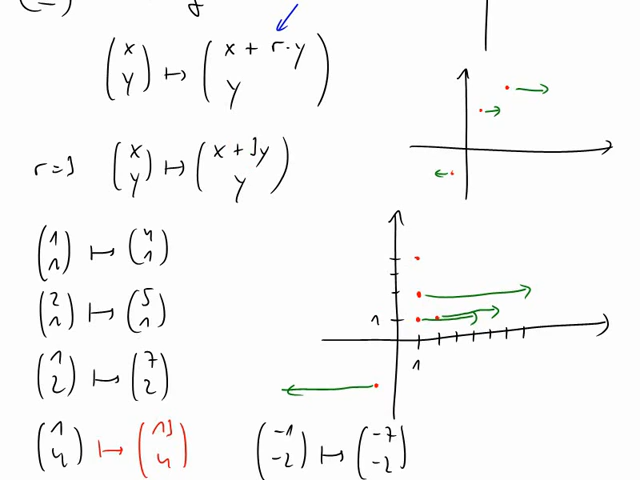 (x y) ↦ (x + r·y y)
r=3 (x y) ↦ (x + 3y y)
(1 1) ↦ (4 1)
(2 1) ↦ (5 1)
(1 2) ↦ (7 2)
(1 4) ↦ (13 4)
(-1 -2) ↦ (-7 -2)
1
1